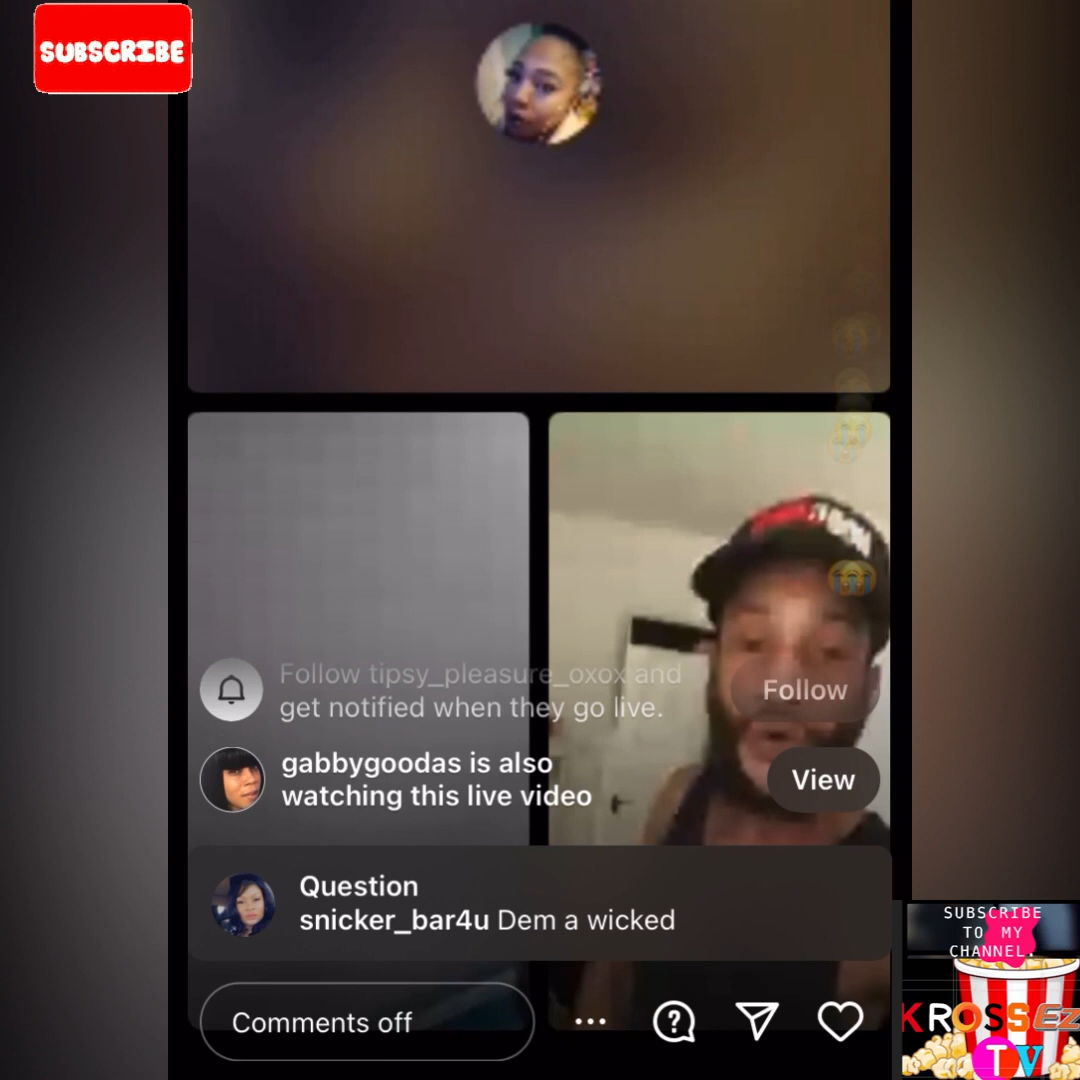 SUBSCRIBE
Follow tipsy_pleasure_oxox and
get notified when they go live.
Follow
gabbygoodas is also
watching this live video
View
Question
snicker_bar4u Dem a wicked
Comments off
SUBSCRIBE
TO MY
CHANNEL.
KROSSEz
TV